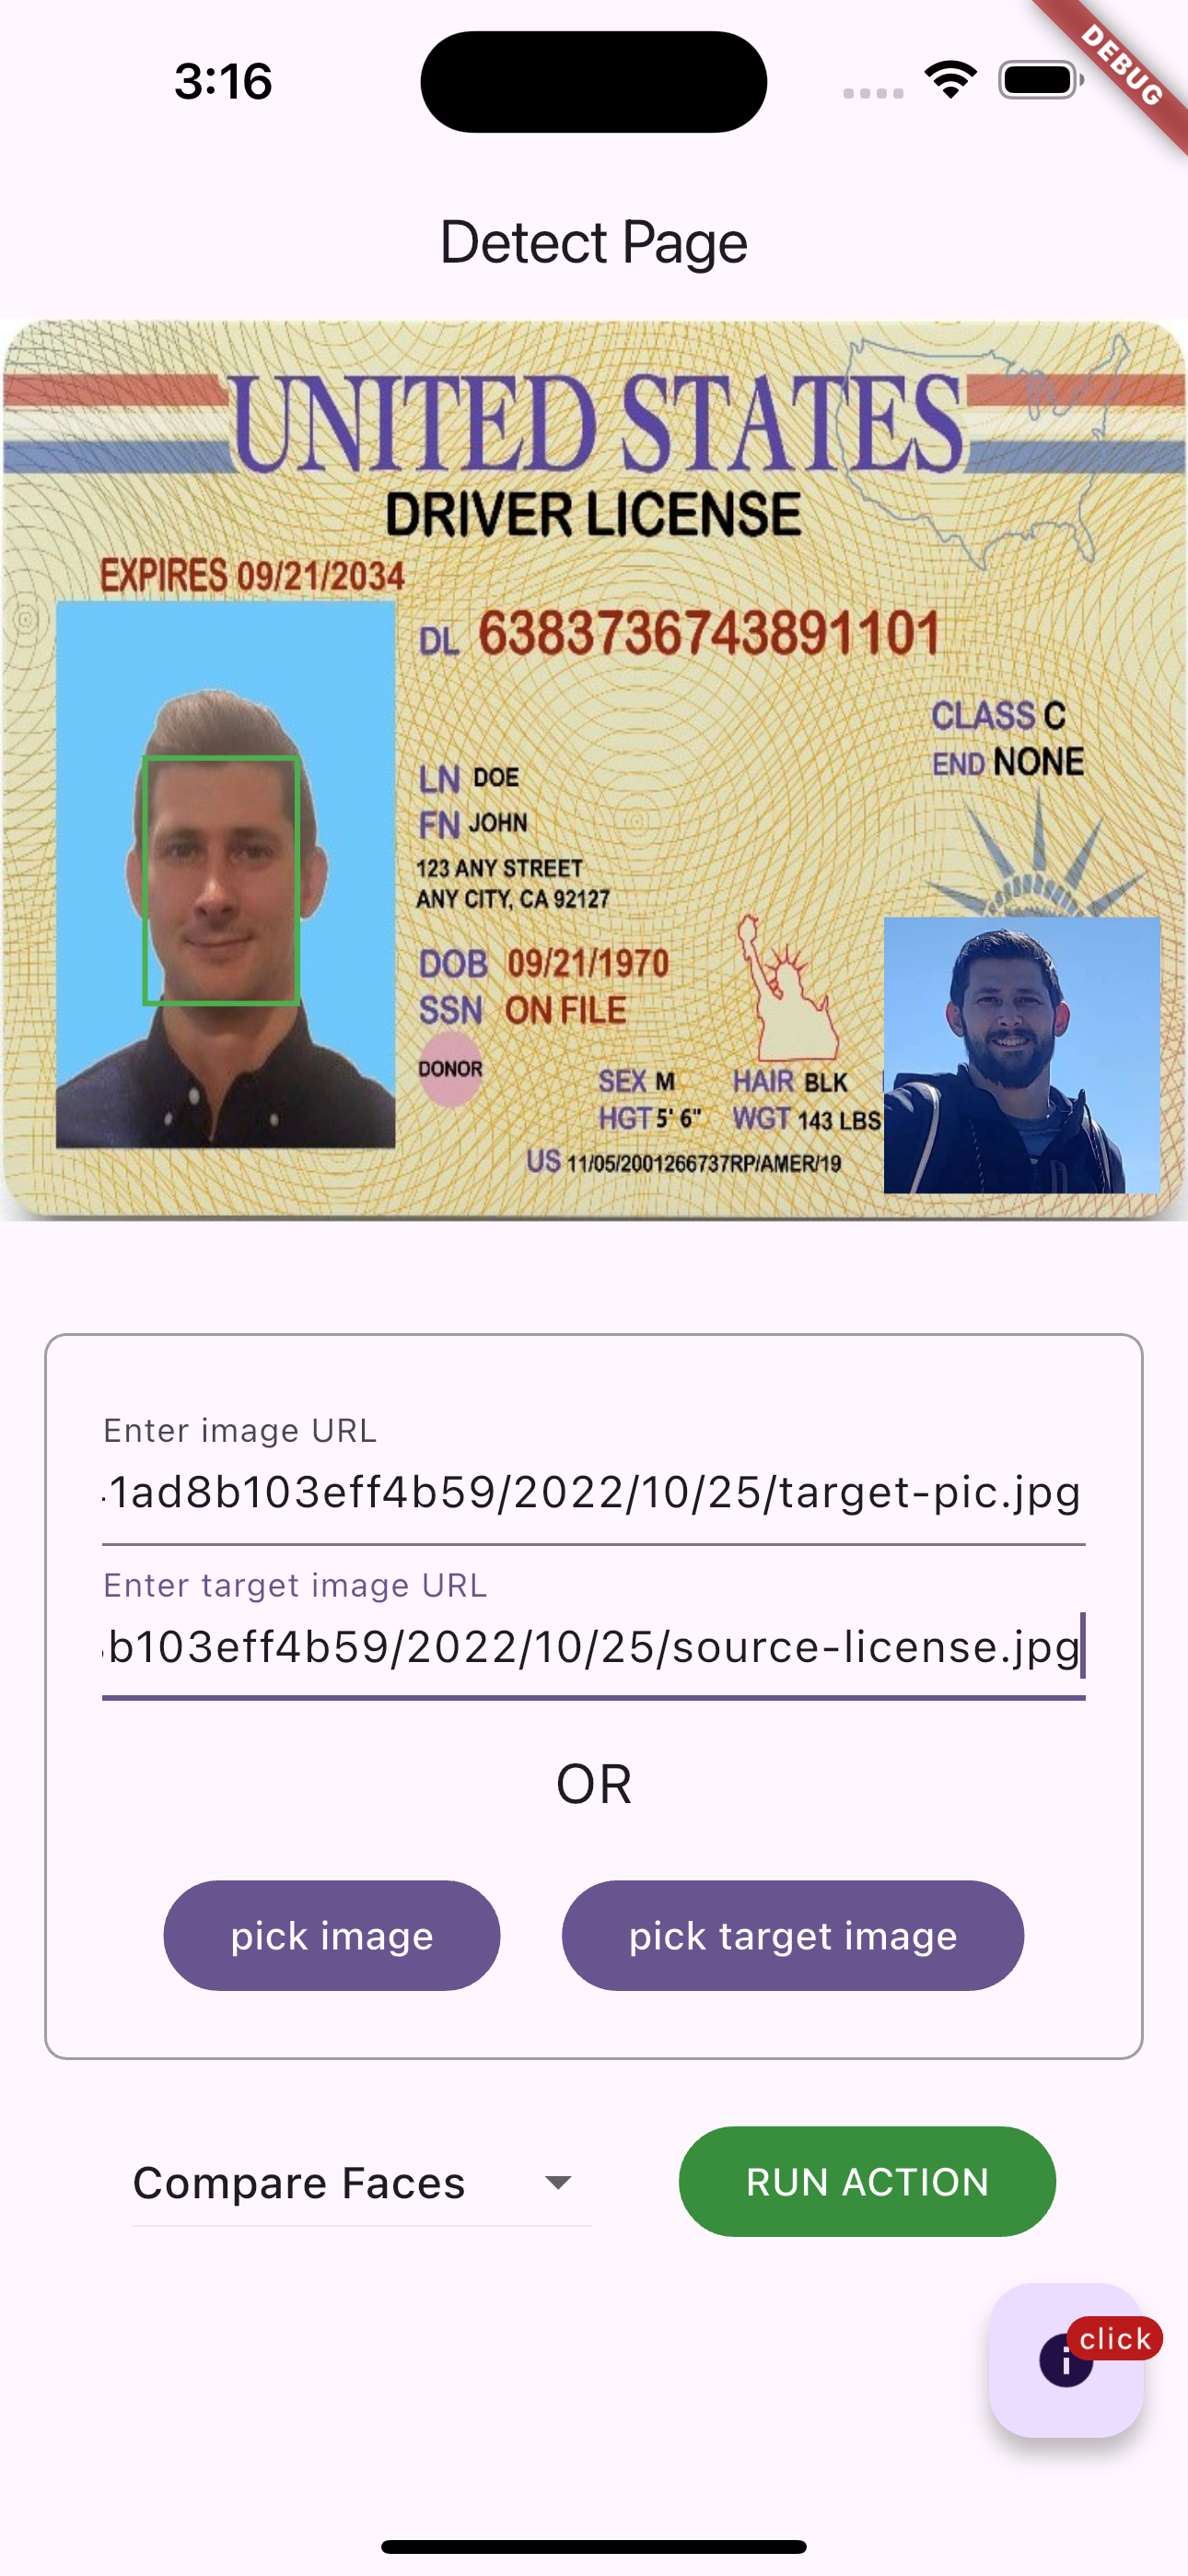 3:16
DEBUG
Detect Page
UNITED STATES
DRIVER LICENSE
EXPIRES 09/21/2034
DL 6383736743891101
CLASS C
END NONE
LN DOE
FN JOHN
123 ANY STREET
ANY CITY, CA 92127
DOB 09/21/1970
SSN ON FILE
DONOR
SEX M HAIR BLK
HGT 5' 6" WGT 143 LBS
US 11/05/2001266737RP/AMER/19
Enter image URL
1ad8b103eff4b59/2022/10/25/target-pic.jpg
Enter target image URL
b103eff4b59/2022/10/25/source-license.jpg
OR
pick image
pick target image
Compare Faces
RUN ACTION
i
click